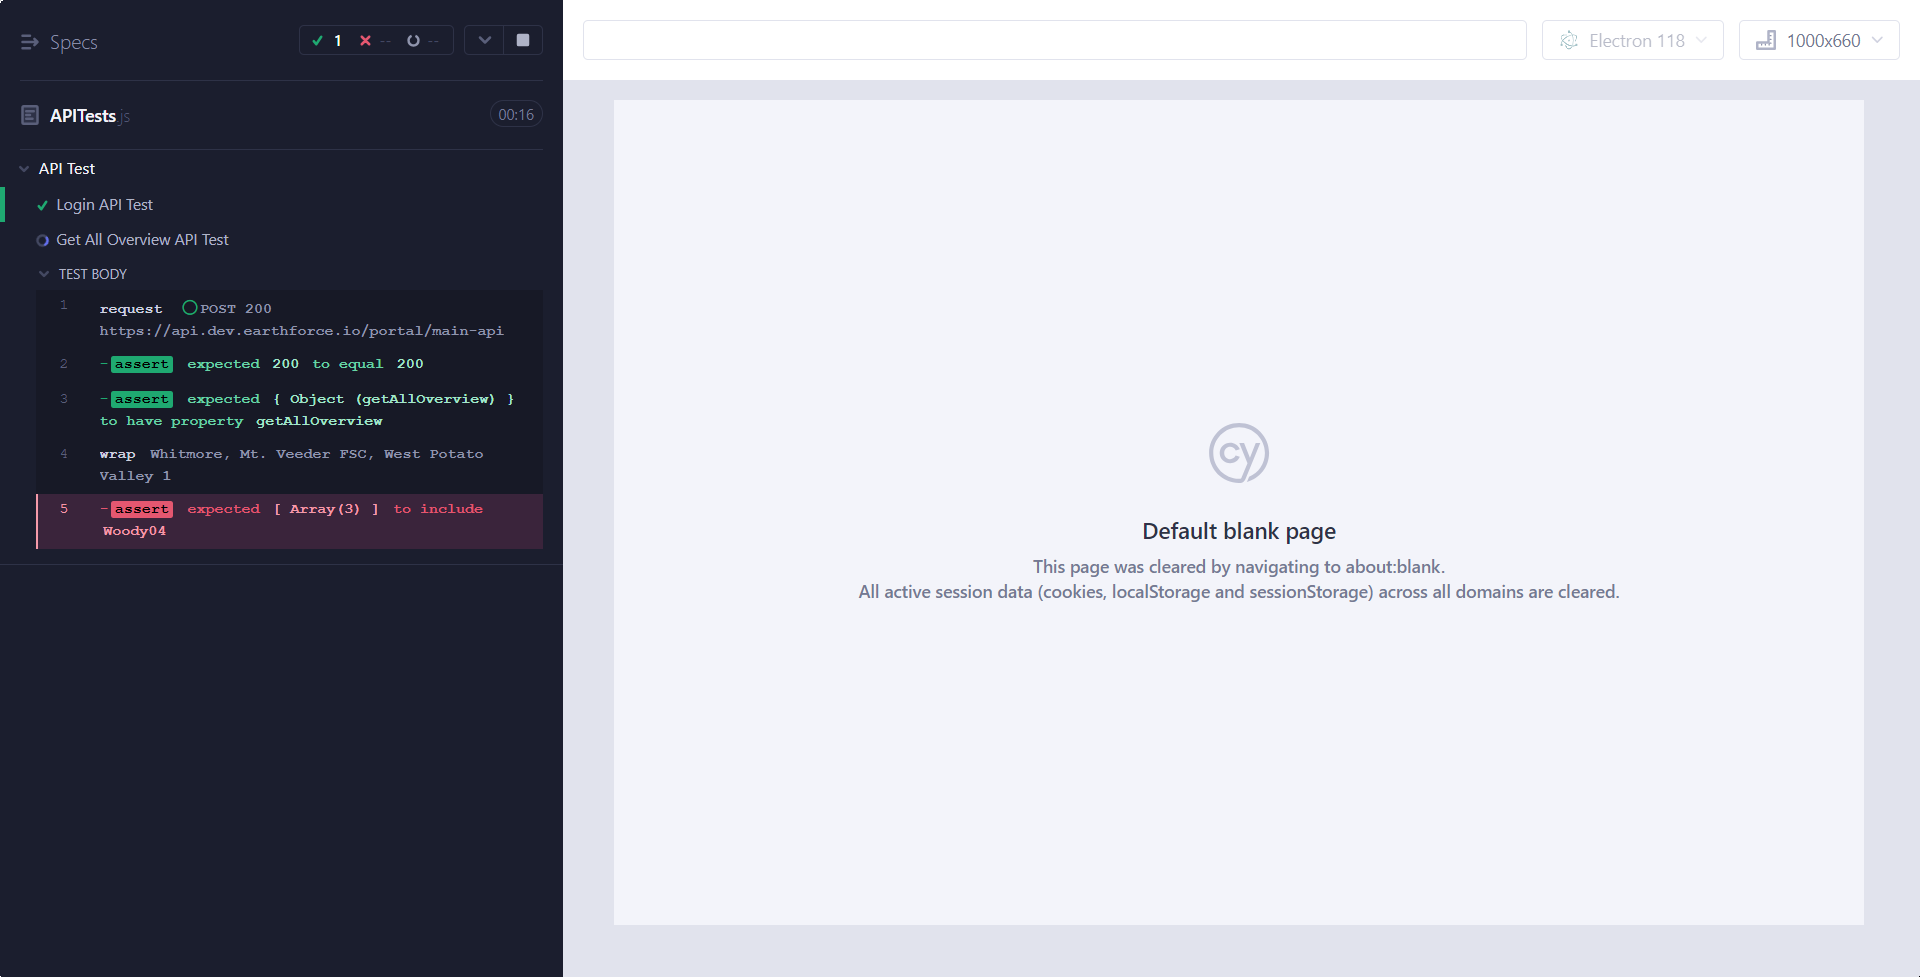 Specs
1
--
--
APITests.js
00:16
API Test
Login API Test
Get All Overview API Test
TEST BODY
1 request POST 200
https://api.dev.earthforce.io/portal/main-api
2 -assert expected 200 to equal 200
3 -assert expected { Object (getAllOverview) }
to have property getAllOverview
4 wrap Whitmore, Mt. Veeder FSC, West Potato
Valley 1
5 -assert expected [ Array(3) ] to include
Woody04
Electron 118
1000x660
cy
Default blank page
This page was cleared by navigating to about:blank.
All active session data (cookies, localStorage and sessionStorage) across all domains are cleared.